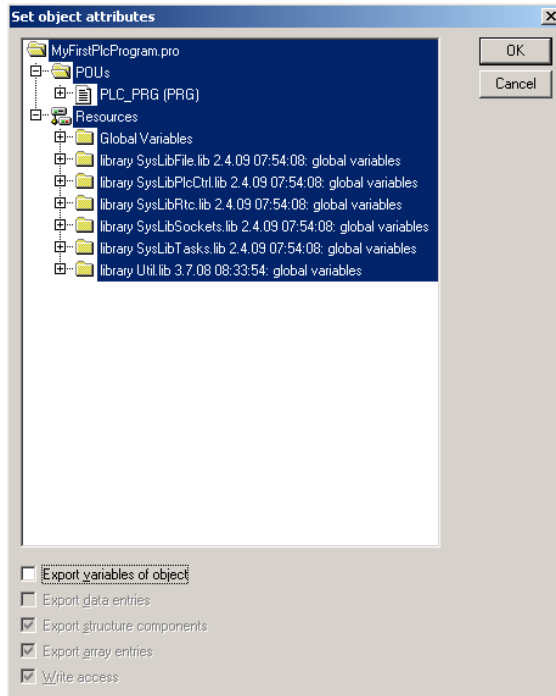 Set object attributes
MyFirstPlcProgram.pro
POUs
PLC_PRG (PRG)
Resources
Global Variables
library SysLibFile.lib 2.4.09 07:54:08: global variables
library SysLibPlcCtrl.lib 2.4.09 07:54:08: global variables
library SysLibRtc.lib 2.4.09 07:54:08: global variables
library SysLibSockets.lib 2.4.09 07:54:08: global variables
library SysLibTasks.lib 2.4.09 07:54:08: global variables
library Util.lib 3.7.08 08:33:54: global variables
OK
Cancel
Export variables of object
Export data entries
Export structure components
Export array entries
Write access